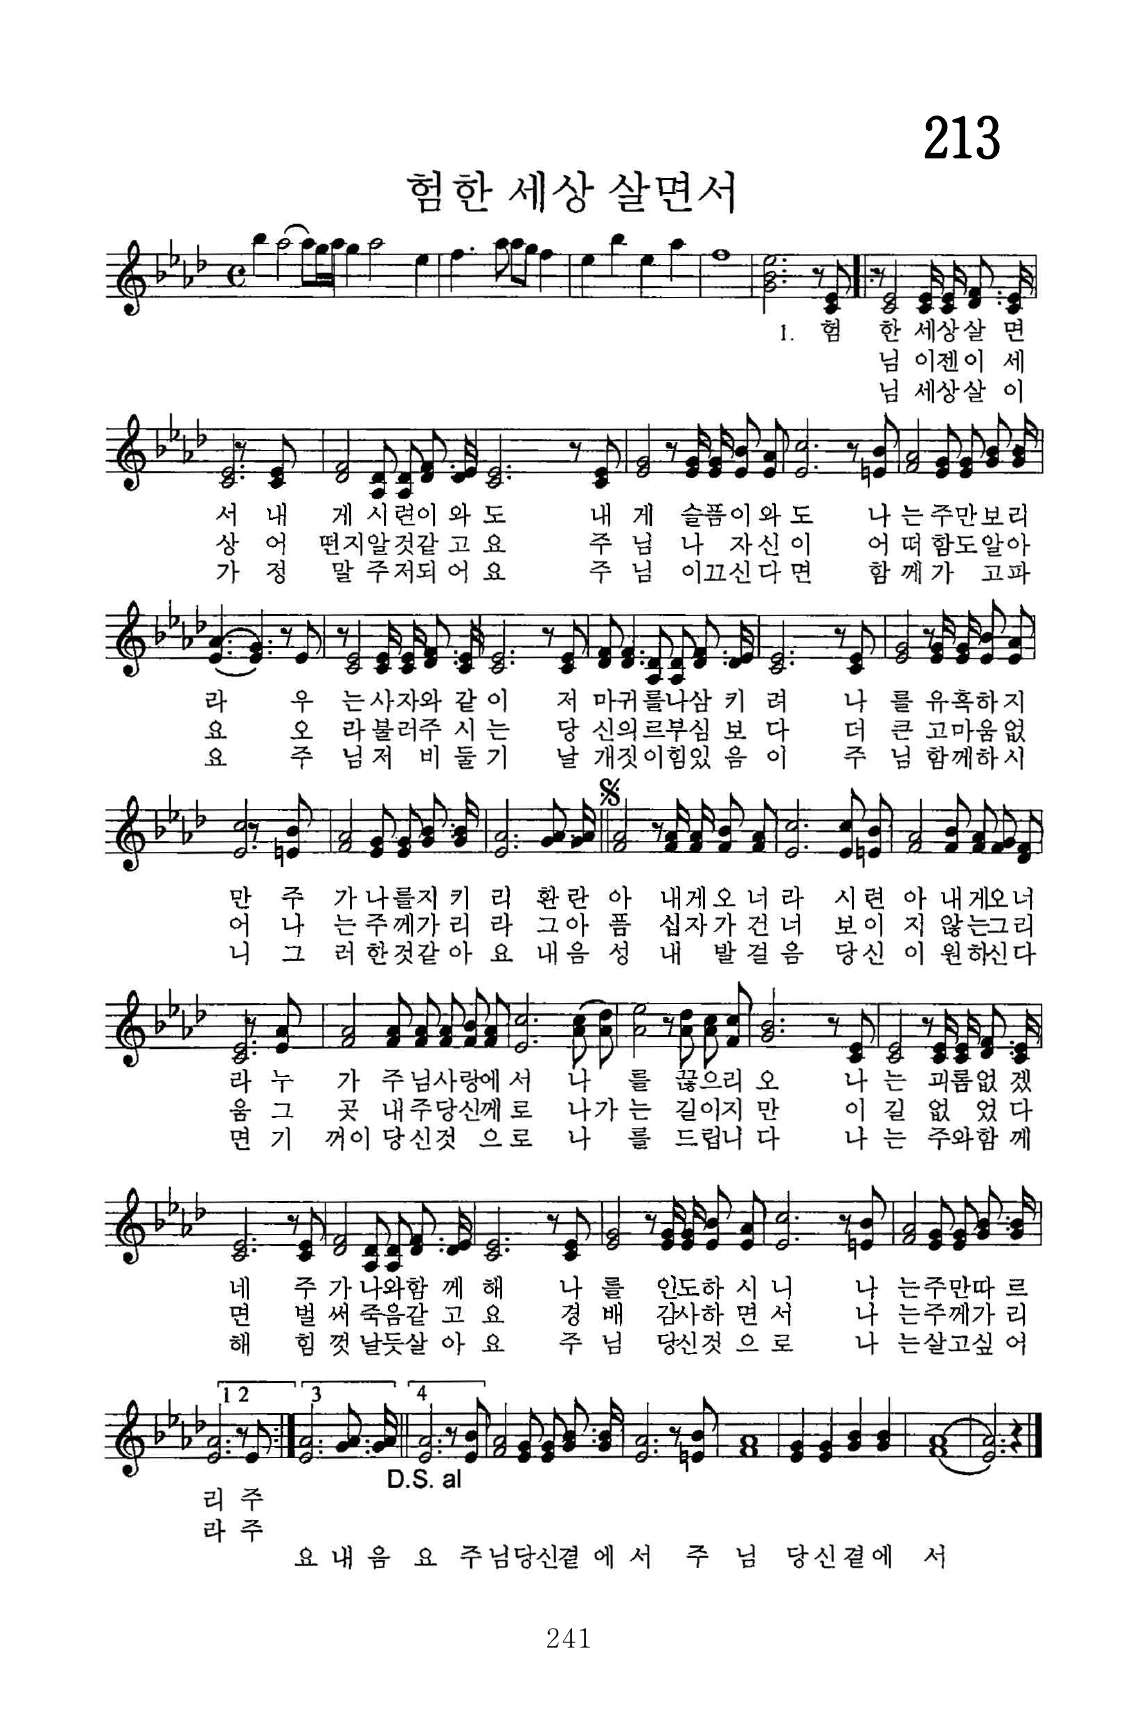 213
험한 세상 살면서
1. 험 한 세상살 면
님 이젠이 세
님 세상살 이
서 내 게 시련이 와 도 내 게 슬픔이 와 도 나 는 주만 보리
상 어 떤지알것같 고 요 주 님 나 자신 이 어 떠 함도 알아
가 정 말 주저되 어 요 주 님 이끄신다 면 함 께 가 고파
라 우 는사자와 같 이 저 마귀를나삼 키 려 나 를 유혹하 지
요 오 라불러주 시 는 당 신의르부심 보 다 더 큰 고마움 없
요 주 님저 비 둘 기 날 개짓이힘있 음 이 주 님 함께하 시
만 주 가 나를지 키 리 환 란 아 내게 오 너 라 시 련 아 내 게오너
어 나 는 주께가 리 라 그 아 픔 십자 가 건 너 보 이 지 않 는그리
니 그 러 한것같 아 요 내 음 성 내 발 걸 음 당 신 이 원 하신다
라 누 가 주 님사랑에 서 나 를 끊으리 오 나 는 괴롬 없 겠
움 그 곳 내 주당신께 로 나 가 는 길이지 만 이 길 없 었 다
면 기 꺼이 당 신것 으 로 나 를 드립니 다 나 는 주와 함 께
네 주 가 나와함 께 해 나 를 인도하 시 니 나 는주만따 르
면 벌 써 죽음같 고 요 경 배 감사하 면 서 나 는주께가 리
해 힘 껏 날듯살 아 요 주 님 당신것 으 로 나 는살고싶 어
1 2 3 4
D.S. al
리 주
라 주
요 내 음 요 주님당신곁 에 서 주 님 당신곁에 서
241